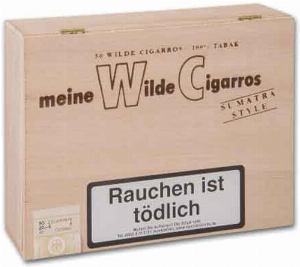 50 WILDE CIGARROS 100% TABAK
meine Wilde Cigarros
SUMATRA
STYLE
Rauchen ist
tödlich